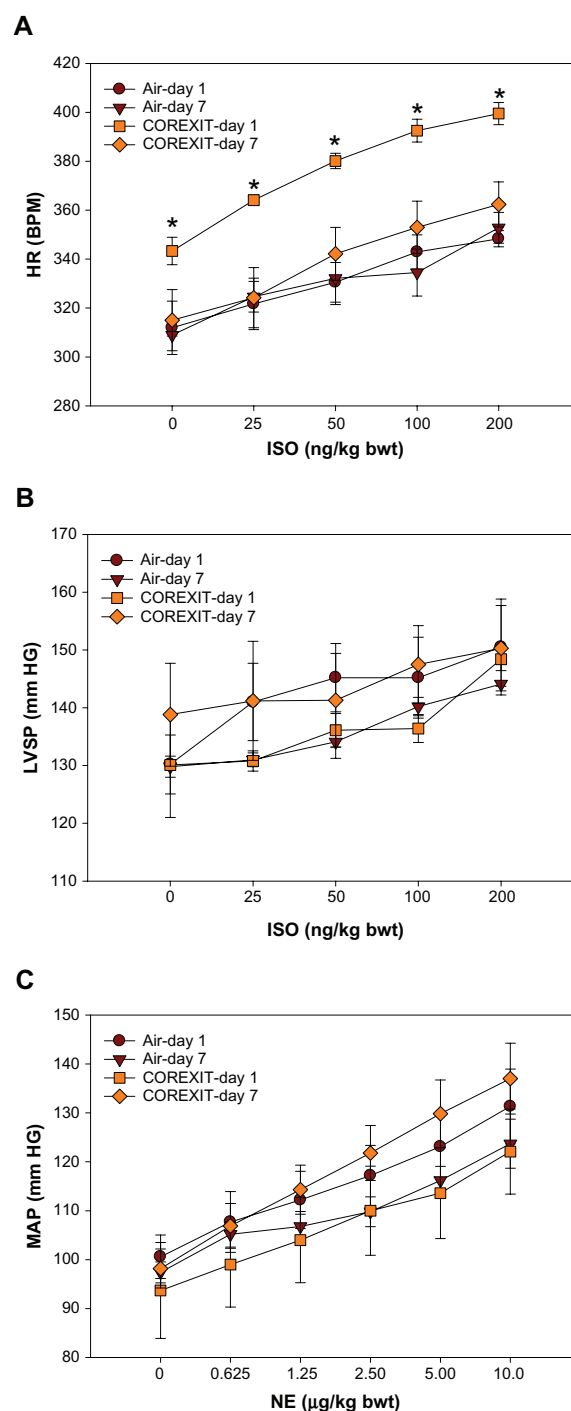 A
420
400
380
360
340
320
300
280
HR (BPM)
Air-day 1
Air-day 7
COREXIT-day 1
COREXIT-day 7
* * * * *
0 25 50 100 200
ISO (ng/kg bwt)
B
170
160
150
140
130
120
110
LVSP (mm HG)
Air-day 1
Air-day 7
COREXIT-day 1
COREXIT-day 7
0 25 50 100 200
ISO (ng/kg bwt)
C
150
140
130
120
110
100
90
80
MAP (mm HG)
Air-day 1
Air-day 7
COREXIT-day 1
COREXIT-day 7
0 0.625 1.25 2.50 5.00 10.0
NE (μg/kg bwt)